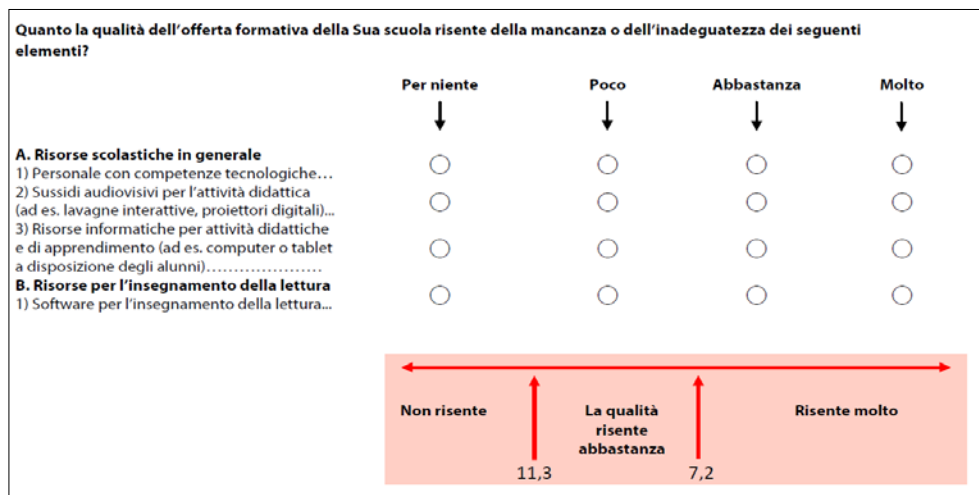 Quanto la qualità dell'offerta formativa della Sua scuola risente della mancanza o dell'inadeguatezza dei seguenti
elementi?
Per niente Poco Abbastanza Molto
A. Risorse scolastiche in generale
1) Personale con competenze tecnologiche…
2) Sussidi audiovisivi per l'attività didattica
(ad es. lavagne interattive, proiettori digitali)...
3) Risorse informatiche per attività didattiche
e di apprendimento (ad es. computer o tablet
a disposizione degli alunni)…………………
B. Risorse per l'insegnamento della lettura
1) Software per l'insegnamento della lettura...
Non risente La qualità Risente molto
risente
abbastanza
11,3 7,2